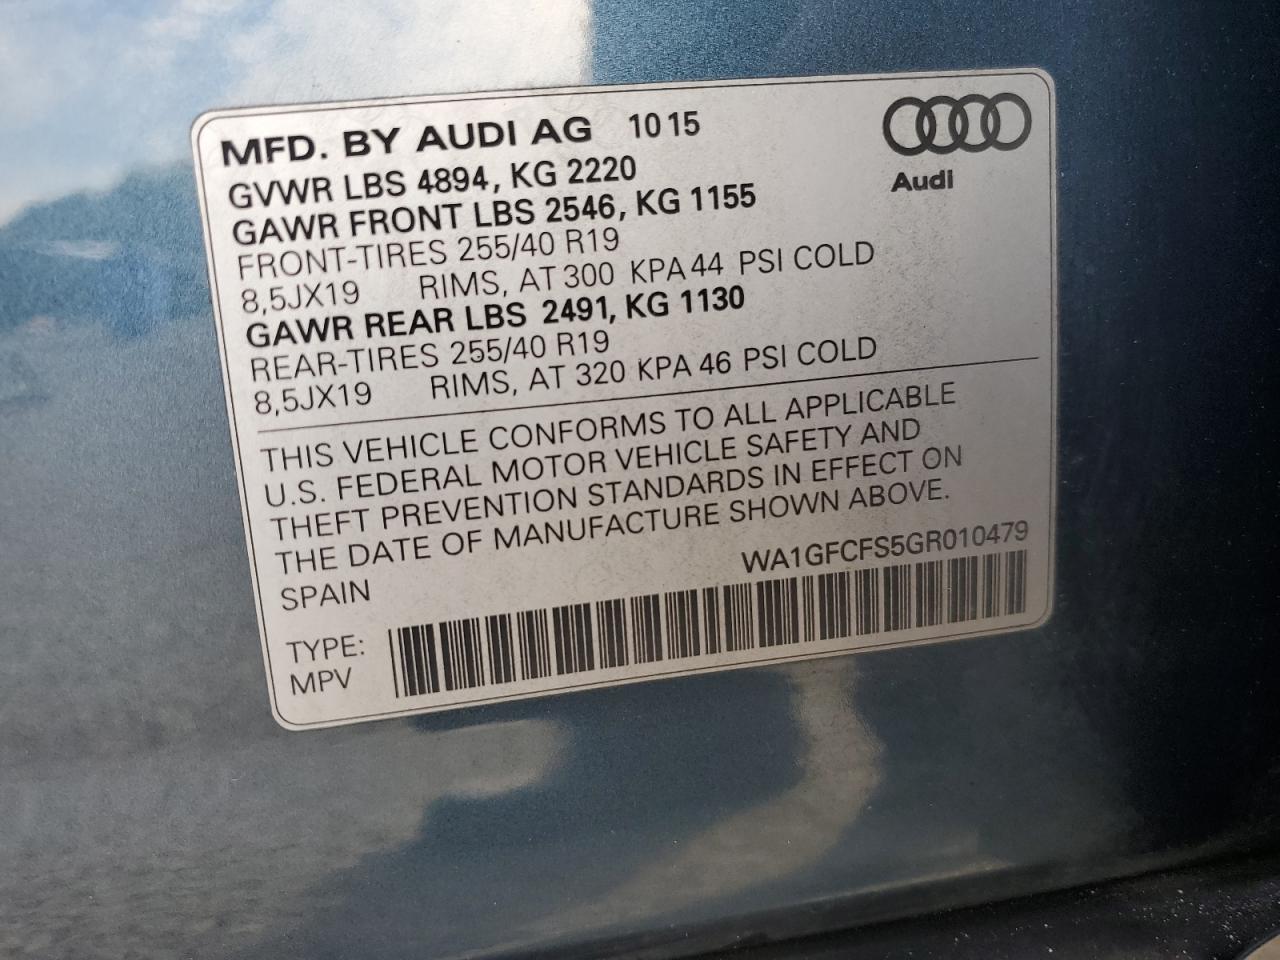 MFD. BY AUDI AG 10 15
Audi
GVWR LBS 4894, KG 2220
GAWR FRONT LBS 2546, KG 1155
FRONT-TIRES 255/40 R19
8,5JX19 RIMS, AT 300 KPA 44 PSI COLD
GAWR REAR LBS 2491, KG 1130
REAR-TIRES 255/40 R19
8,5JX19 RIMS, AT 320 KPA 46 PSI COLD
THIS VEHICLE CONFORMS TO ALL APPLICABLE
U.S. FEDERAL MOTOR VEHICLE SAFETY AND
THEFT PREVENTION STANDARDS IN EFFECT ON
THE DATE OF MANUFACTURE SHOWN ABOVE.
SPAIN WA1GFCFS5GR010479
TYPE:
MPV